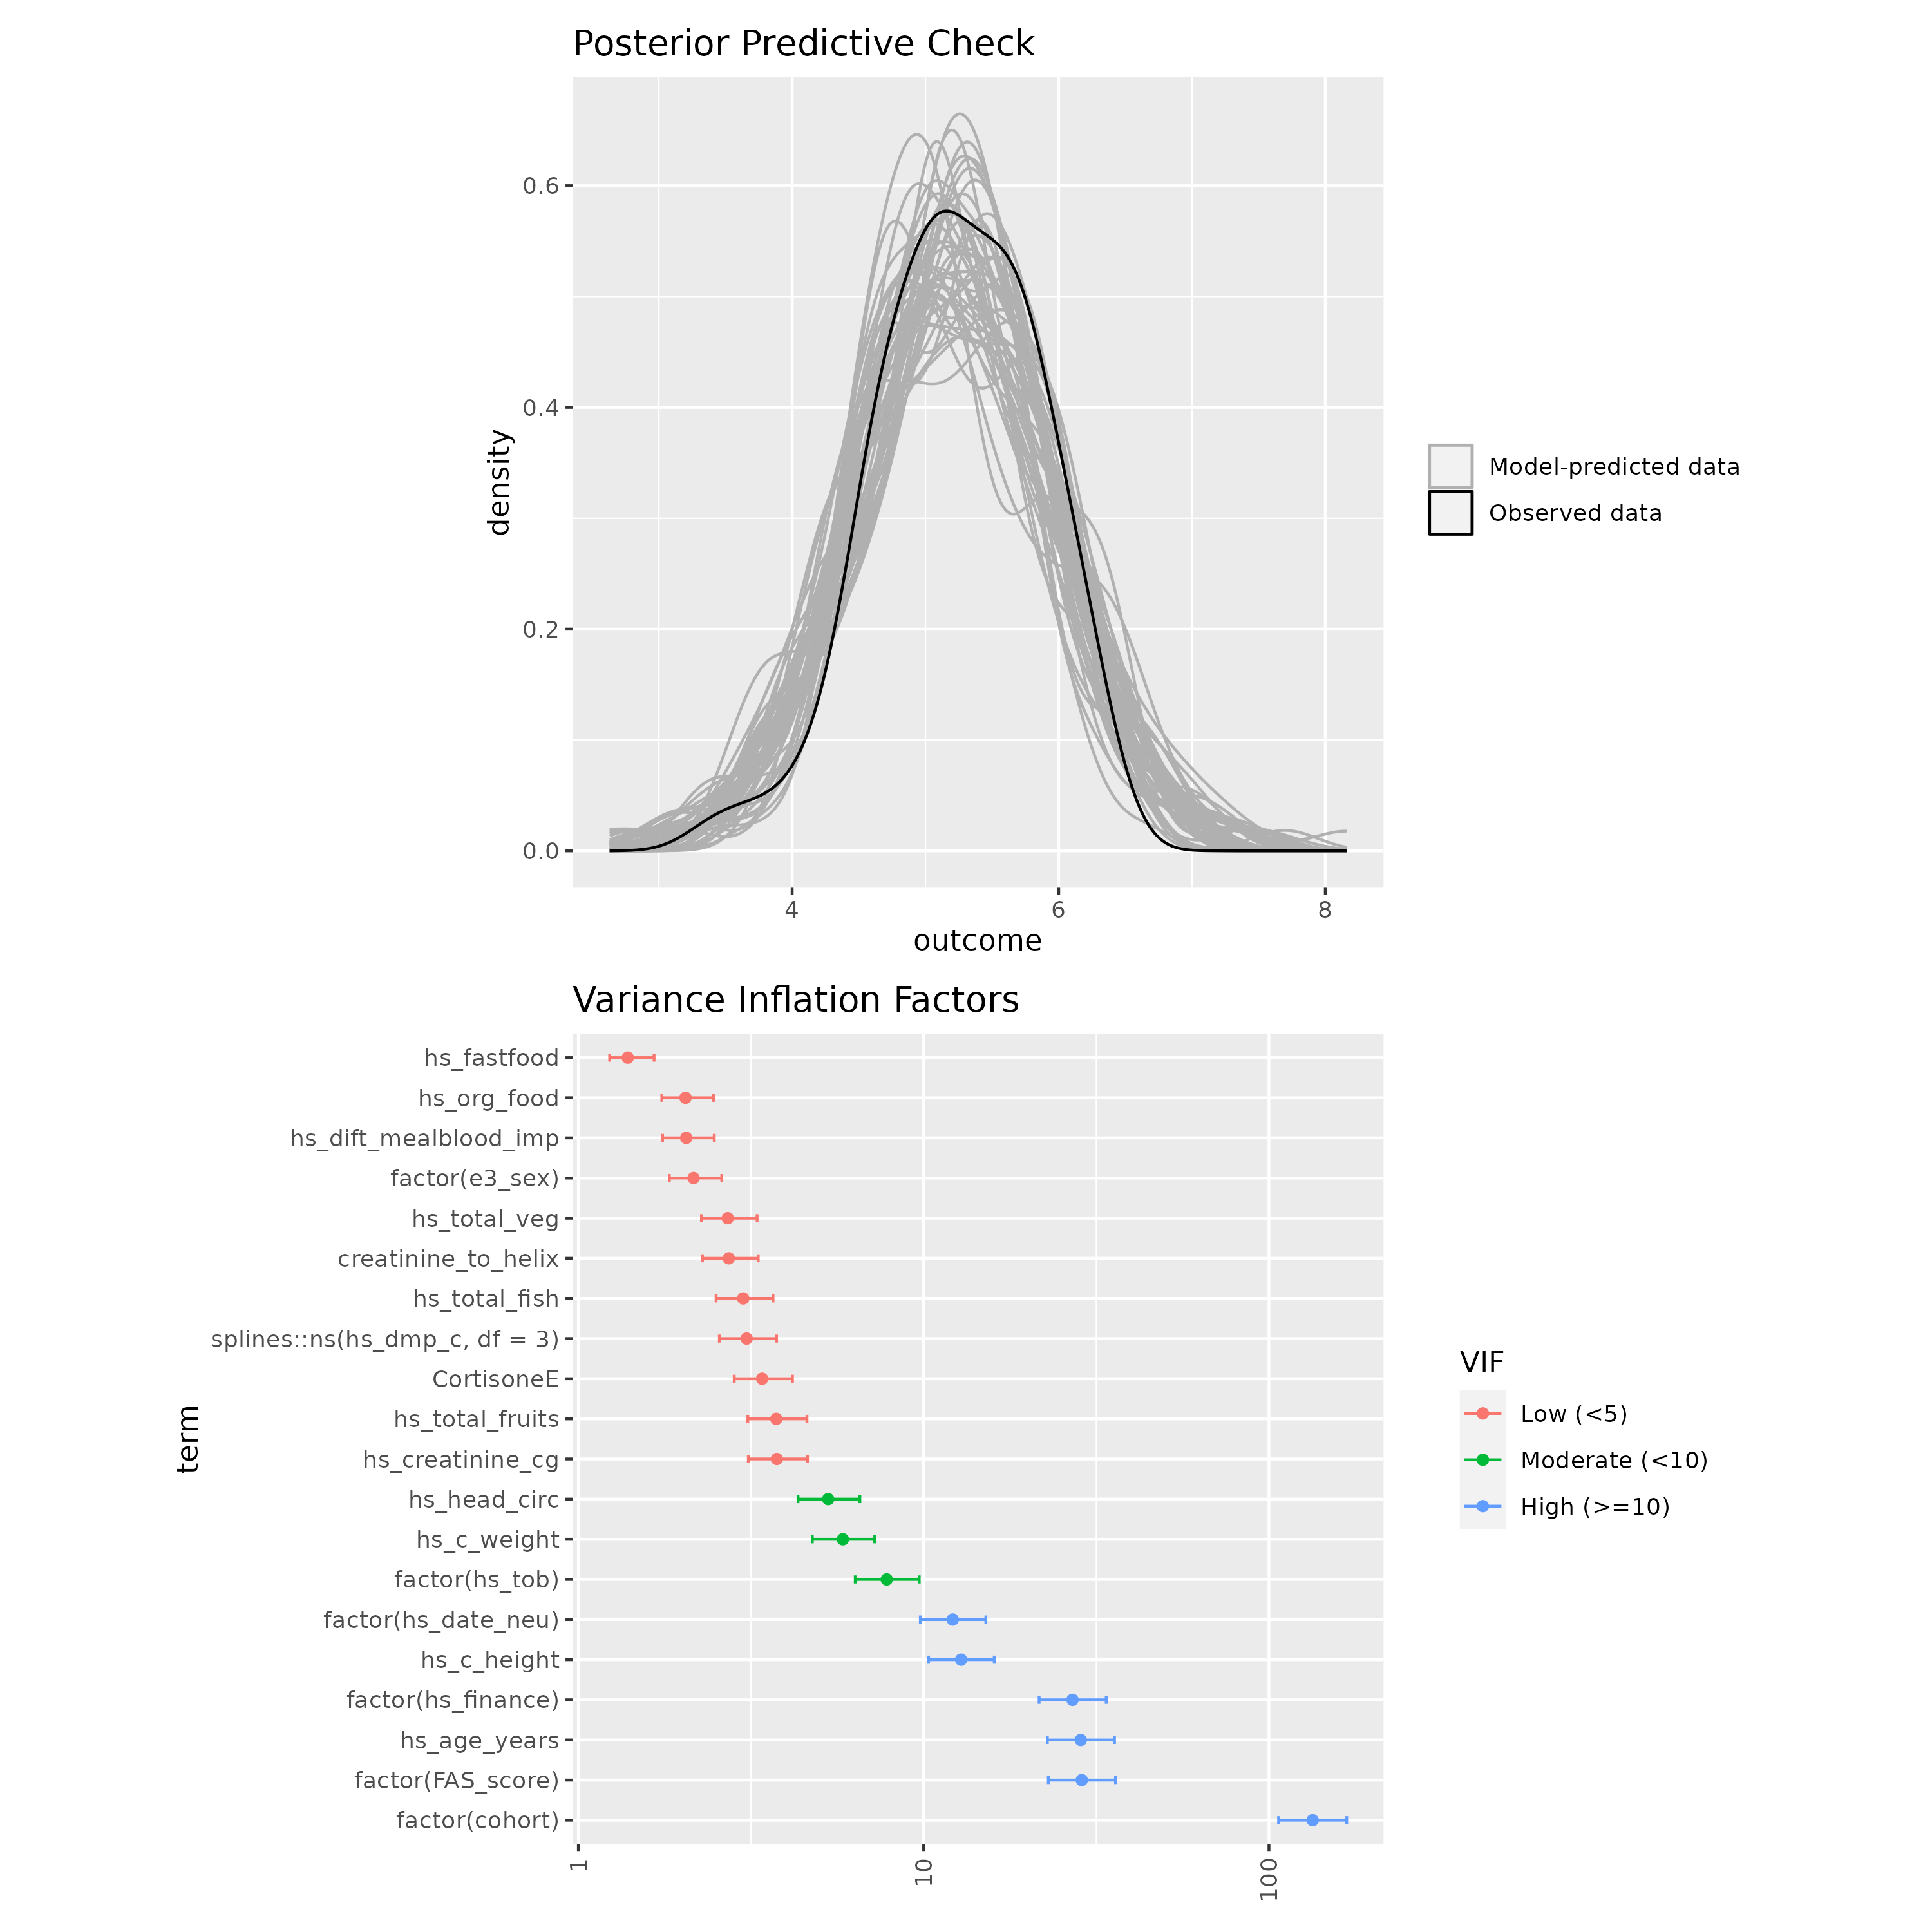 Posterior Predictive Check
density
0.6
0.4
0.2
0.0
4 6 8
outcome
Model-predicted data
Observed data
Variance Inflation Factors
term
hs_fastfood
hs_org_food
hs_dift_mealblood_imp
factor(e3_sex)
hs_total_veg
creatinine_to_helix
hs_total_fish
splines::ns(hs_dmp_c, df = 3)
CortisoneE
hs_total_fruits
hs_creatinine_cg
hs_head_circ
hs_c_weight
factor(hs_tob)
factor(hs_date_neu)
hs_c_height
factor(hs_finance)
hs_age_years
factor(FAS_score)
factor(cohort)
1 10 100
VIF
Low (<5)
Moderate (<10)
High (>=10)